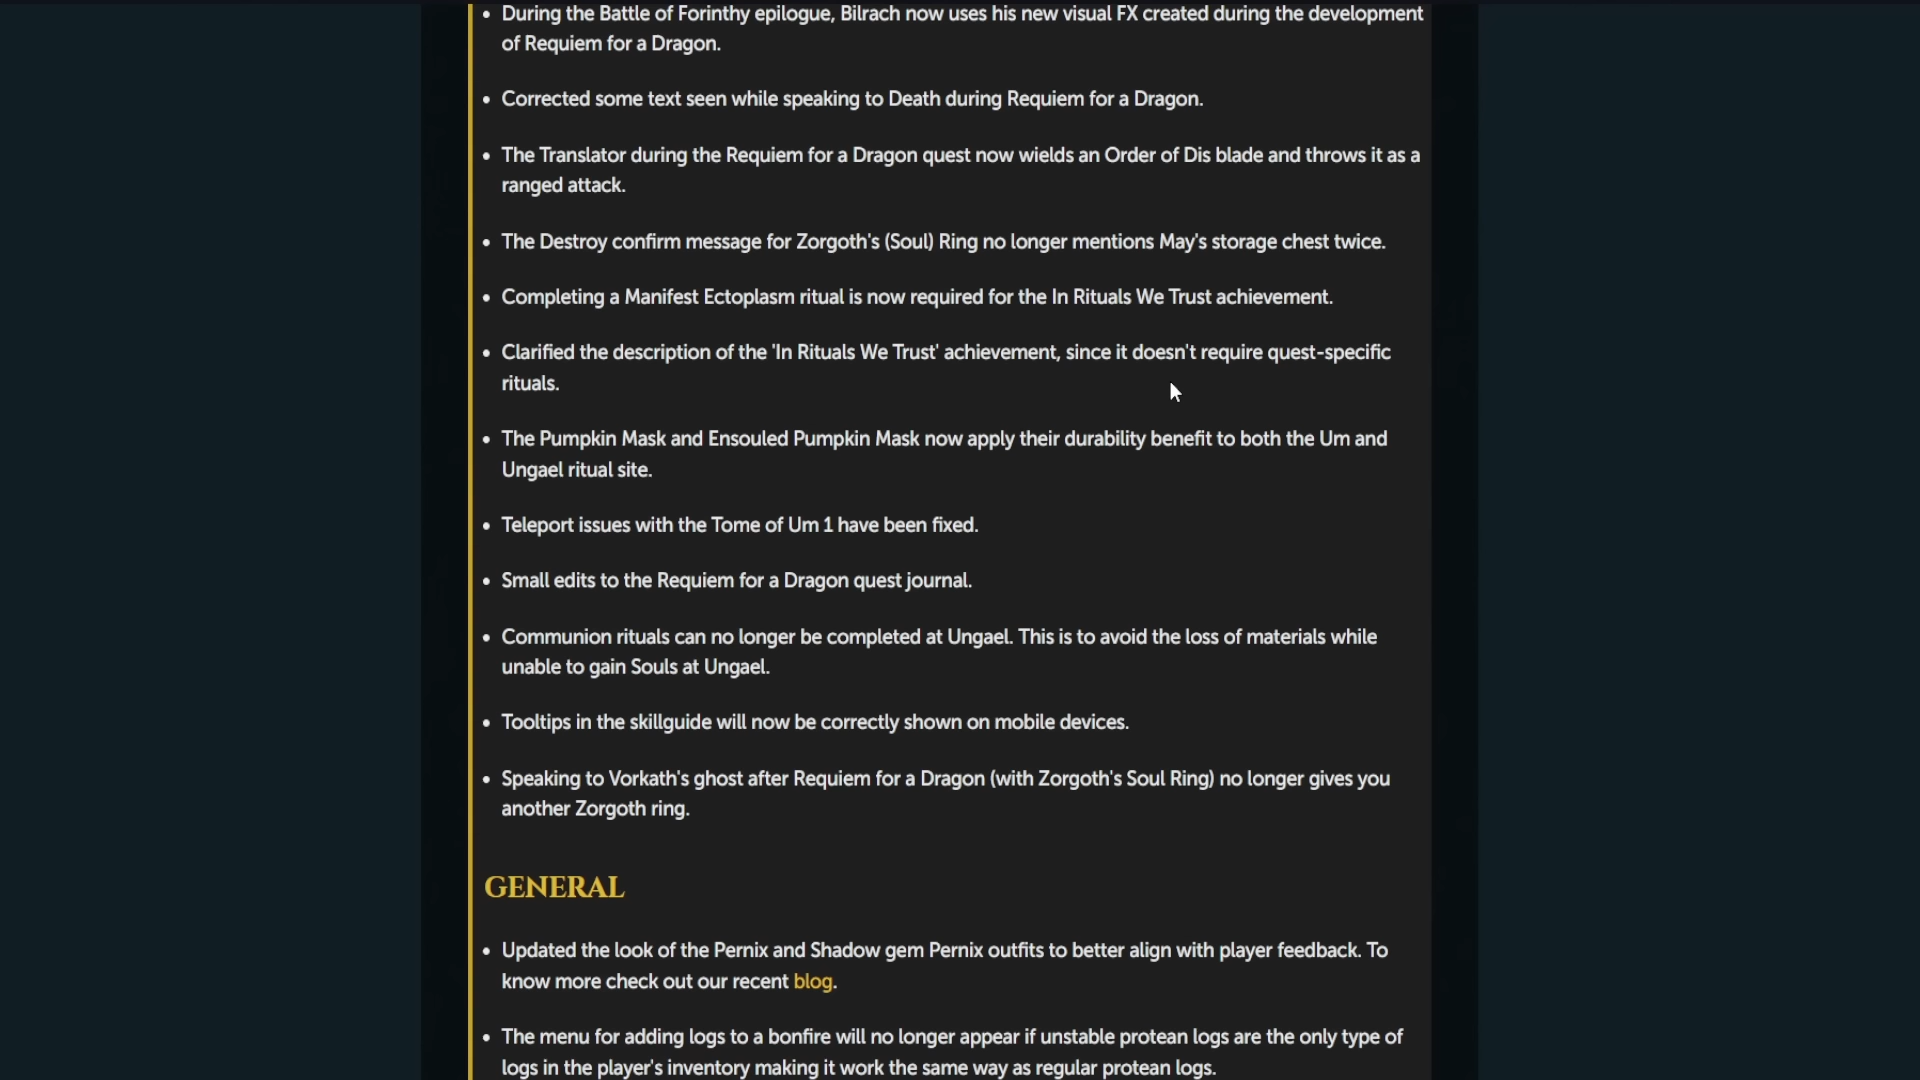 • During the Battle of Forinthy epilogue, Bilrach now uses his new visual FX created during the development
of Requiem for a Dragon.
• Corrected some text seen while speaking to Death during Requiem for a Dragon.
• The Translator during the Requiem for a Dragon quest now wields an Order of Dis blade and throws it as a
ranged attack.
• The Destroy confirm message for Zorgoth's (Soul) Ring no longer mentions May's storage chest twice.
• Completing a Manifest Ectoplasm ritual is now required for the In Rituals We Trust achievement.
• Clarified the description of the 'In Rituals We Trust' achievement, since it doesn't require quest-specific
rituals.
• The Pumpkin Mask and Ensouled Pumpkin Mask now apply their durability benefit to both the Um and
Ungael ritual site.
• Teleport issues with the Tome of Um 1 have been fixed.
• Small edits to the Requiem for a Dragon quest journal.
• Communion rituals can no longer be completed at Ungael. This is to avoid the loss of materials while
unable to gain Souls at Ungael.
• Tooltips in the skillguide will now be correctly shown on mobile devices.
• Speaking to Vorkath's ghost after Requiem for a Dragon (with Zorgoth's Soul Ring) no longer gives you
another Zorgoth ring.
GENERAL
• Updated the look of the Pernix and Shadow gem Pernix outfits to better align with player feedback. To
know more check out our recent blog.
• The menu for adding logs to a bonfire will no longer appear if unstable protean logs are the only type of
logs in the player's inventory making it work the same way as regular protean logs.